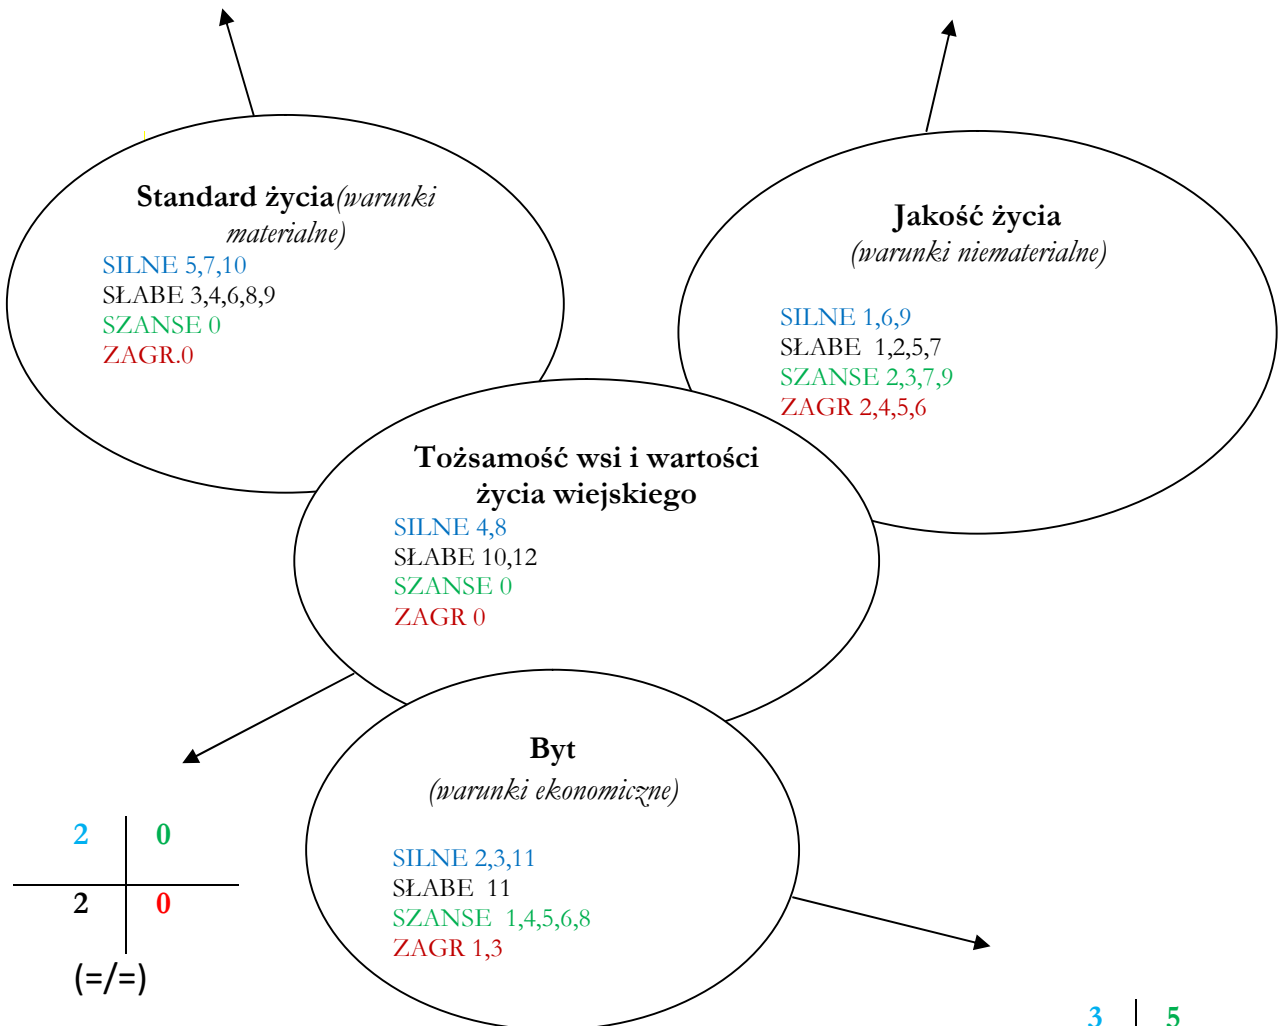 Standard życia(warunki
materialne)
SILNE 5,7,10
SŁABE 3,4,6,8,9
SZANSE 0
ZAGR.0
Jakość życia
(warunki niematerialne)
SILNE 1,6,9
SŁABE 1,2,5,7
SZANSE 2,3,7,9
ZAGR 2,4,5,6
Tożsamość wsi i wartości
życia wiejskiego
SILNE 4,8
SŁABE 10,12
SZANSE 0
ZAGR 0
Byt
(warunki ekonomiczne)
SILNE 2,3,11
SŁABE 11
SZANSE 1,4,5,6,8
ZAGR 1,3
2 0
2 0
(=/=)
3 5